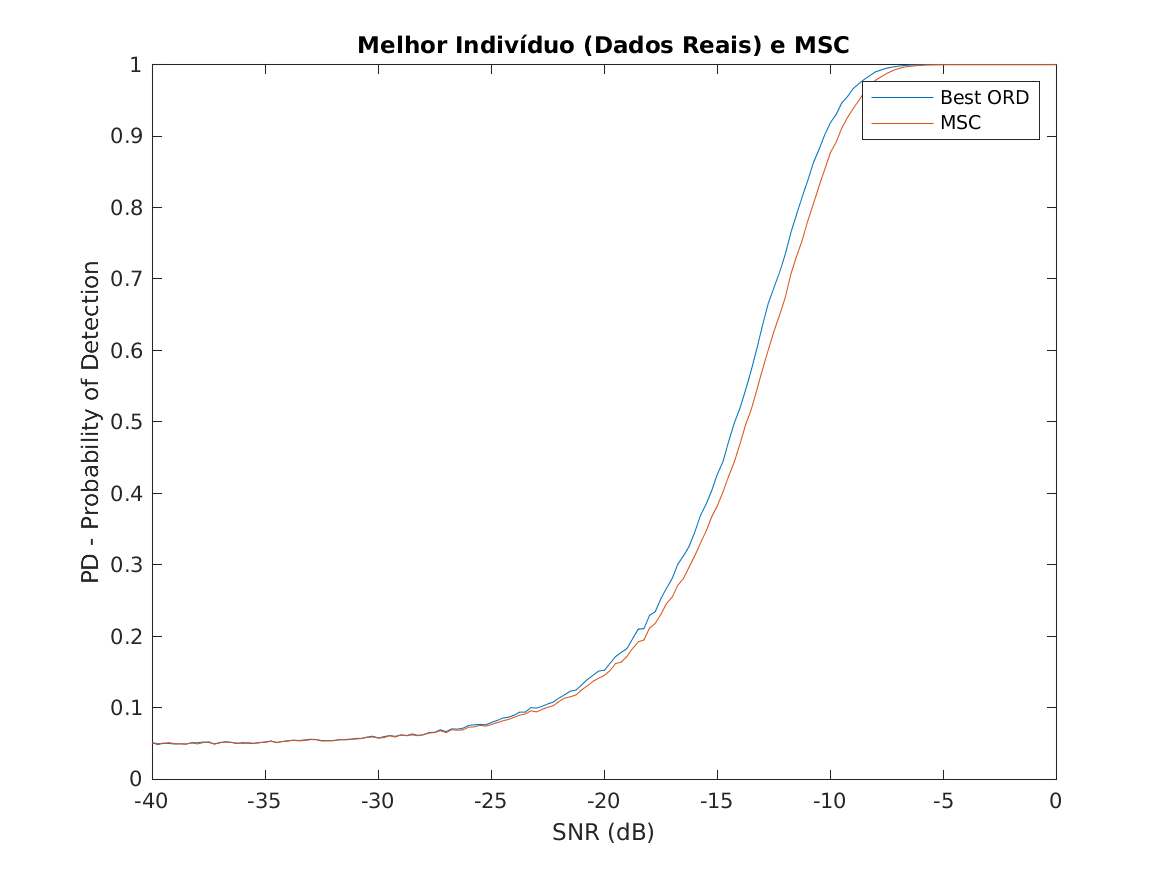 Melhor Indivíduo (Dados Reais) e MSC
1
0.9
0.8
0.7
0.6
0.5
0.4
0.3
0.2
0.1
0
PD - Probability of Detection
Best ORD
MSC
-40 -35 -30 -25 -20 -15 -10 -5 0
SNR (dB)